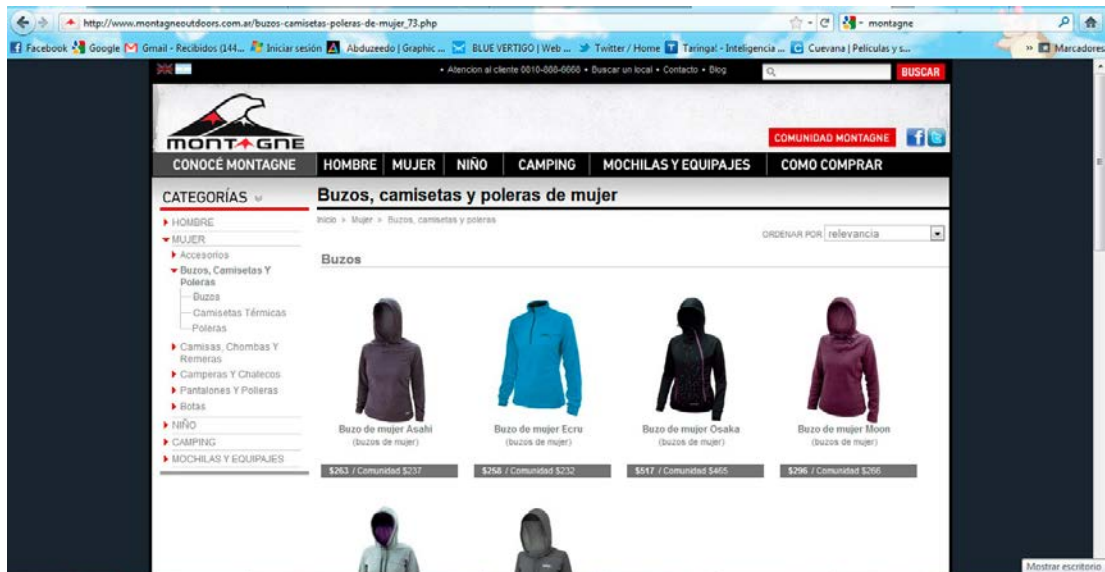 http://www.montagneoutdoors.com.ar/buzos-camisetas-poleras-de-mujer_73.php
montagne
Facebook Google Gmail - Recibidos (144... Iniciar sesión Abduzeedo | Graphic ... BLUE VERTIGO | Web ... Twitter / Home Taringa! - Inteligencia ... Cuevana | Peliculas y s... » Marcadores
• Atencion al cliente 0810-666-6668 • Buscar un local • Contacto • Blog
BUSCAR
MONTAGNE
COMUNIDAD MONTAGNE
CONOCÉ MONTAGNE HOMBRE MUJER NIÑO CAMPING MOCHILAS Y EQUIPAJES COMO COMPRAR
CATEGORÍAS
HOMBRE
MUJER
Accesorios
Buzos, Camisetas Y
Poleras
Buzos
Camisetas Térmicas
Poleras
Camisas, Chombas Y
Remeras
Camperas Y Chalecos
Pantalones Y Polleras
Botas
NIÑO
CAMPING
MOCHILAS Y EQUIPAJES
Buzos, camisetas y poleras de mujer
Inicio > Mujer > Buzos, camisetas y poleras
ORDENAR POR relevancia
Buzos
Buzo de mujer Asahi
(buzos de mujer)
$263 / Comunidad $237
Buzo de mujer Ecru
(buzos de mujer)
$258 / Comunidad $232
Buzo de mujer Osaka
(buzos de mujer)
$517 / Comunidad $465
Buzo de mujer Moon
(buzos de mujer)
$296 / Comunidad $266
Mostrar escritorio